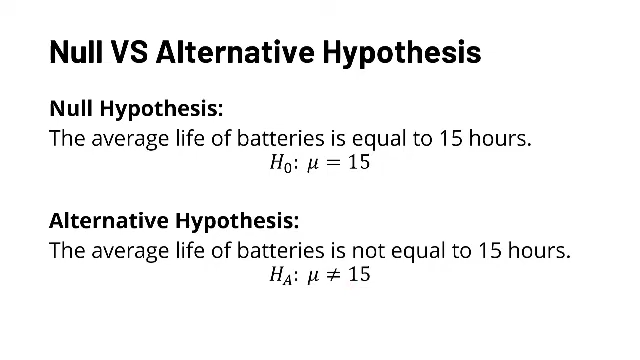 Null VS Alternative Hypothesis
Null Hypothesis:
The average life of batteries is equal to 15 hours.
H₀: μ = 15
Alternative Hypothesis:
The average life of batteries is not equal to 15 hours.
H_A: μ ≠ 15